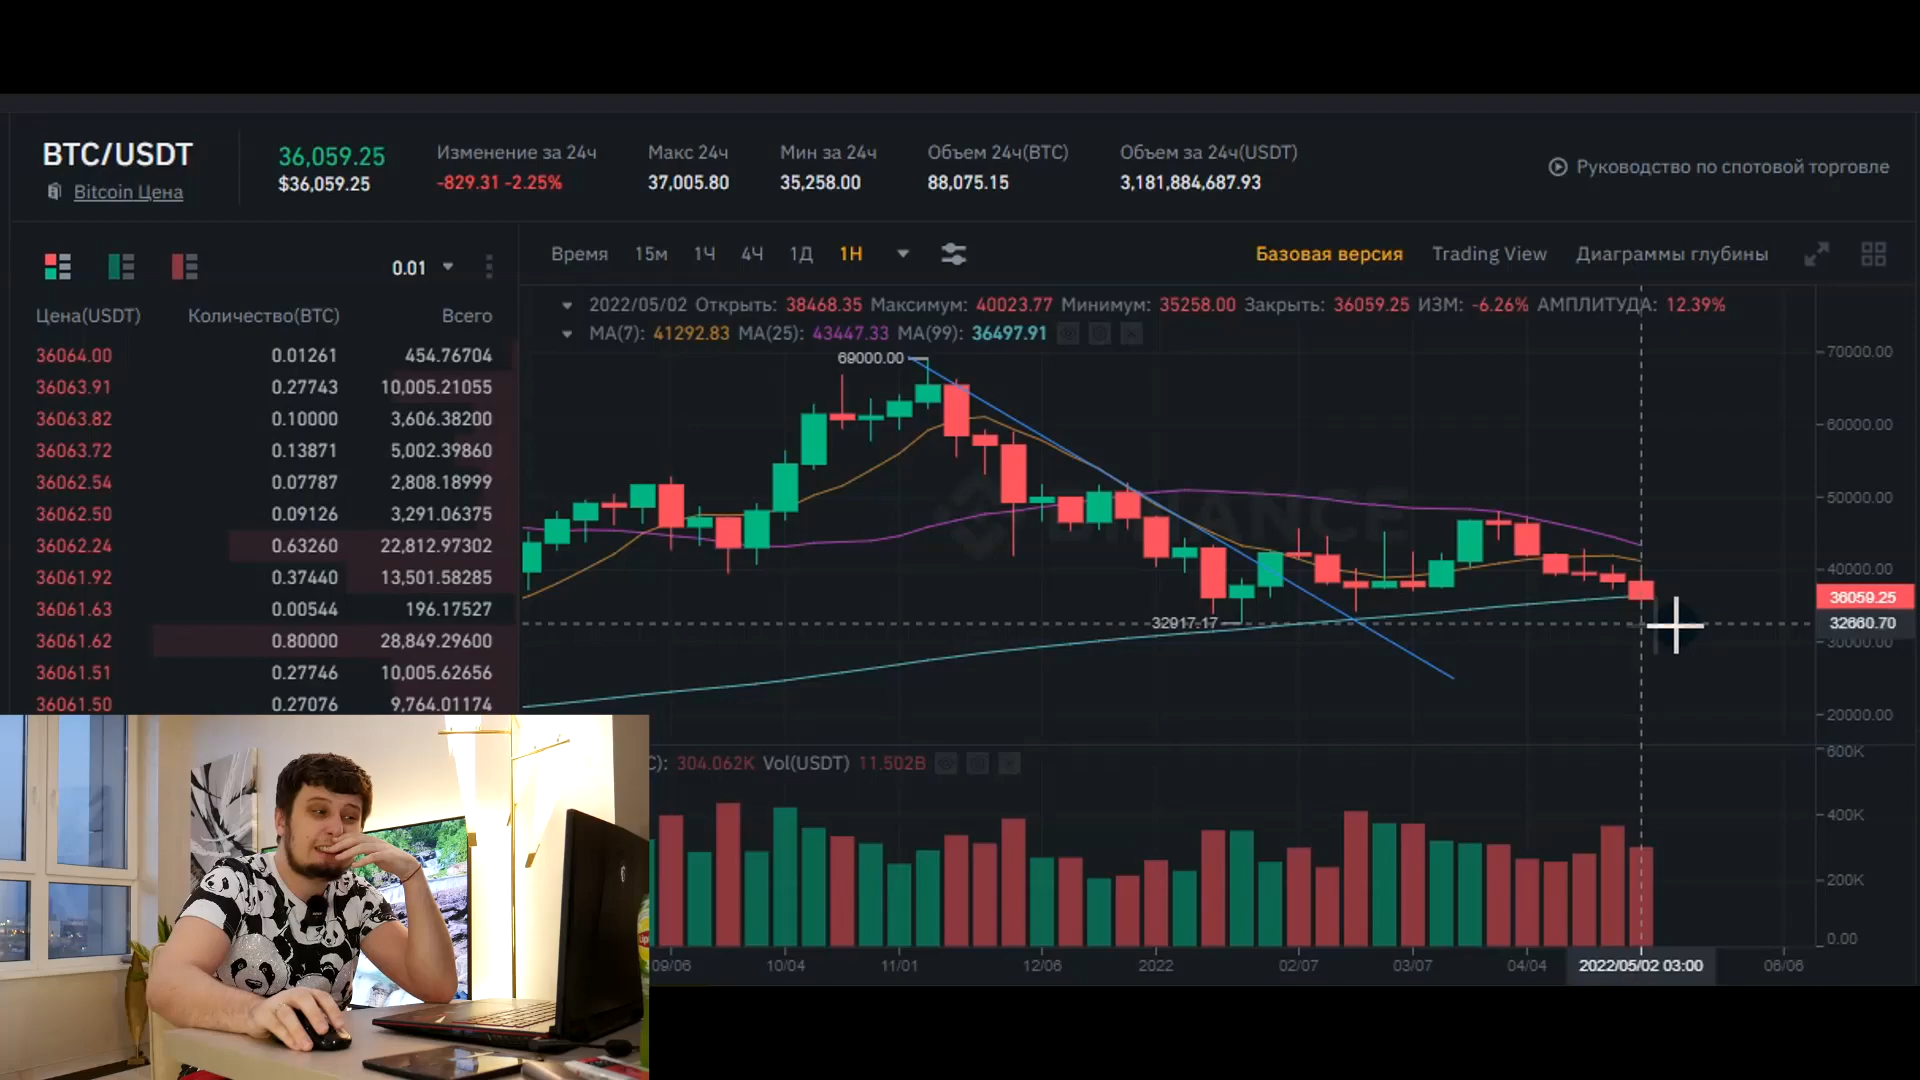 BTC/USDT
Bitcoin Цена
36,059.25
$36,059.25
Изменение за 24ч
-829.31 -2.25%
Макс 24ч
37,005.80
Мин за 24ч
35,258.00
Объем 24ч(BTC)
88,075.15
Объем за 24ч(USDT)
3,181,884,687.93
Руководство по спотовой торговле
0.01
Время 15м 1Ч 4Ч 1Д 1Н
Базовая версия Trading View Диаграммы глубины
Цена(USDT) Количество(BTC) Всего
36064.00 0.01261 454.76704
36063.91 0.27743 10,005.21055
36063.82 0.10000 3,606.38200
36063.72 0.13871 5,002.39860
36062.54 0.07787 2,808.18999
36062.50 0.09126 3,291.06375
36062.24 0.63260 22,812.97302
36061.92 0.37440 13,501.58285
36061.63 0.00544 196.17527
36061.62 0.80000 28,849.29600
36061.51 0.27746 10,005.62656
36061.50 0.27076 9,764.01174
2022/05/02 Открыть: 38468.35 Максимум: 40023.77 Минимум: 35258.00 Закрыть: 36059.25 ИЗМ: -6.26% АМПЛИТУДА: 12.39%
MA(7): 41292.83 MA(25): 43447.33 MA(99): 36497.91
69000.00
BINANCE
32917.17
70000.00
60000.00
50000.00
40000.00
36059.25
32660.70
30000.00
20000.00
C): 304.062K Vol(USDT) 11.502B
600K
400K
200K
0.00
09/06 10/04 11/01 12/06 2022 02/07 03/07 04/04 2022/05/02 03:00 06/06